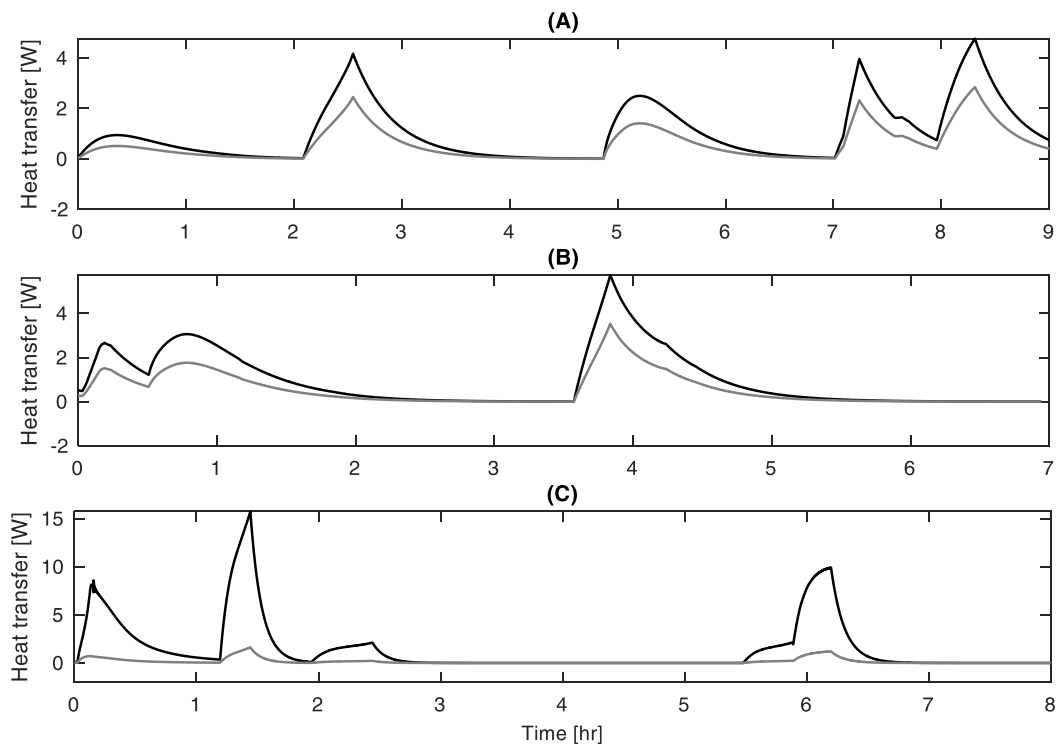 (A)
Heat transfer [W]
4
2
0
-2
0 1 2 3 4 5 6 7 8 9
(B)
Heat transfer [W]
4
2
0
-2
0 1 2 3 4 5 6 7
(C)
Heat transfer [W]
15
10
5
0
0 1 2 3 4 5 6 7 8
Time [hr]